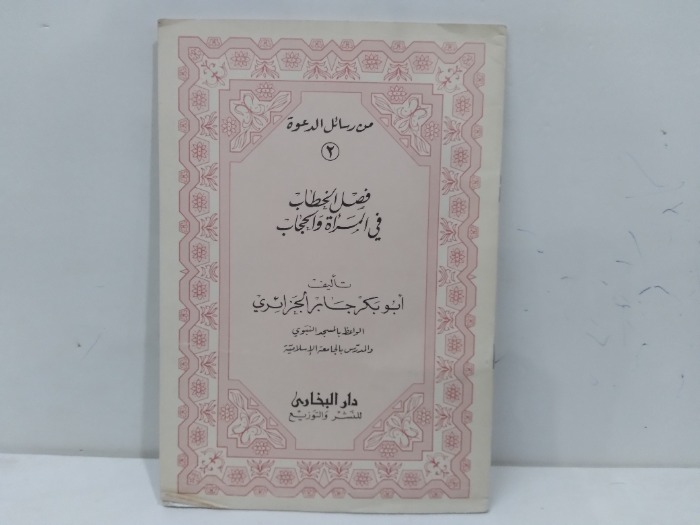 من رسائل الدعوة
٢
فصل الخطاب
في المرأة والحجاب
تأليف
أبو بكر جابر الجزائري
الواعظ بالمسجد النبوي
والمدرس بالجامعة الإسلامية
دار البخارى
للنشر والتوزيع